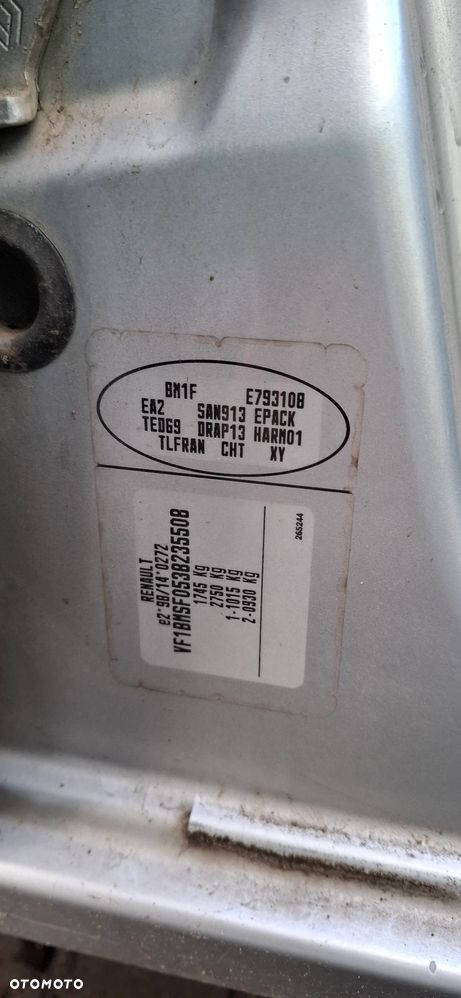 BM1F E793108
EA2 SAN913 EPACK
TED69 DRAP13 HARM01
TLFRAN CHT XY
RENAULT
e2*98/14*0272
VF1BMSF053B235508
1745 Kg
2750 Kg
1-1015 Kg
2-0930 Kg
265244
OTOMOTO